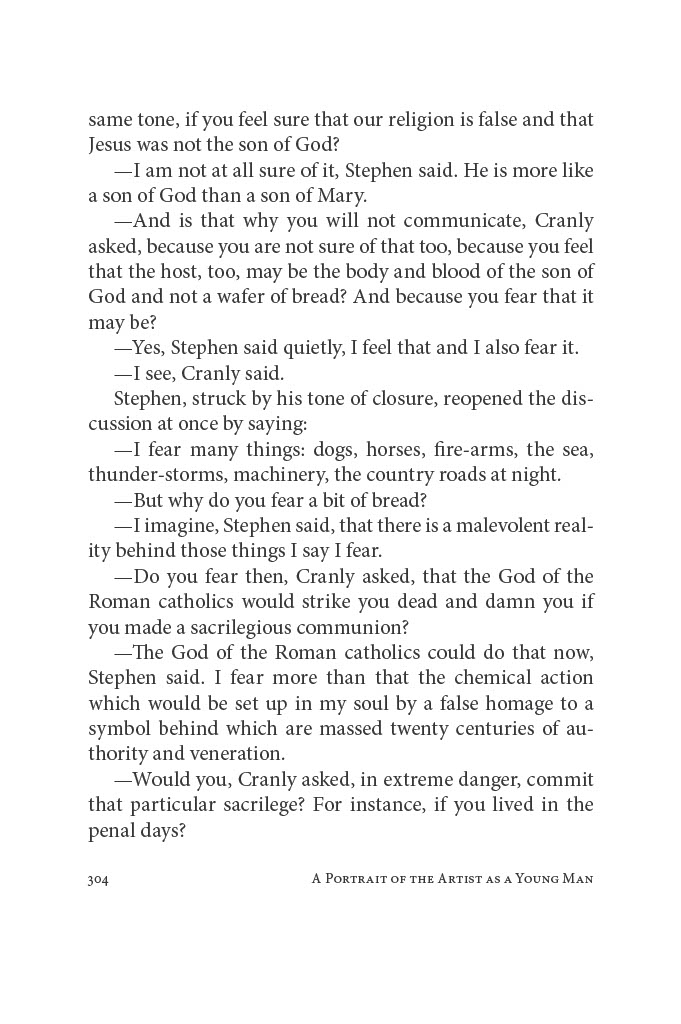 same tone, if you feel sure that our religion is false and that
Jesus was not the son of God?
—I am not at all sure of it, Stephen said. He is more like
a son of God than a son of Mary.
—And is that why you will not communicate, Cranly
asked, because you are not sure of that too, because you feel
that the host, too, may be the body and blood of the son of
God and not a wafer of bread? And because you fear that it
may be?
—Yes, Stephen said quietly, I feel that and I also fear it.
—I see, Cranly said.
Stephen, struck by his tone of closure, reopened the dis-
cussion at once by saying:
—I fear many things: dogs, horses, fire-arms, the sea,
thunder-storms, machinery, the country roads at night.
—But why do you fear a bit of bread?
—I imagine, Stephen said, that there is a malevolent real-
ity behind those things I say I fear.
—Do you fear then, Cranly asked, that the God of the
Roman catholics would strike you dead and damn you if
you made a sacrilegious communion?
—The God of the Roman catholics could do that now,
Stephen said. I fear more than that the chemical action
which would be set up in my soul by a false homage to a
symbol behind which are massed twenty centuries of au-
thority and veneration.
—Would you, Cranly asked, in extreme danger, commit
that particular sacrilege? For instance, if you lived in the
penal days?
304 A Portrait of the Artist as a Young Man